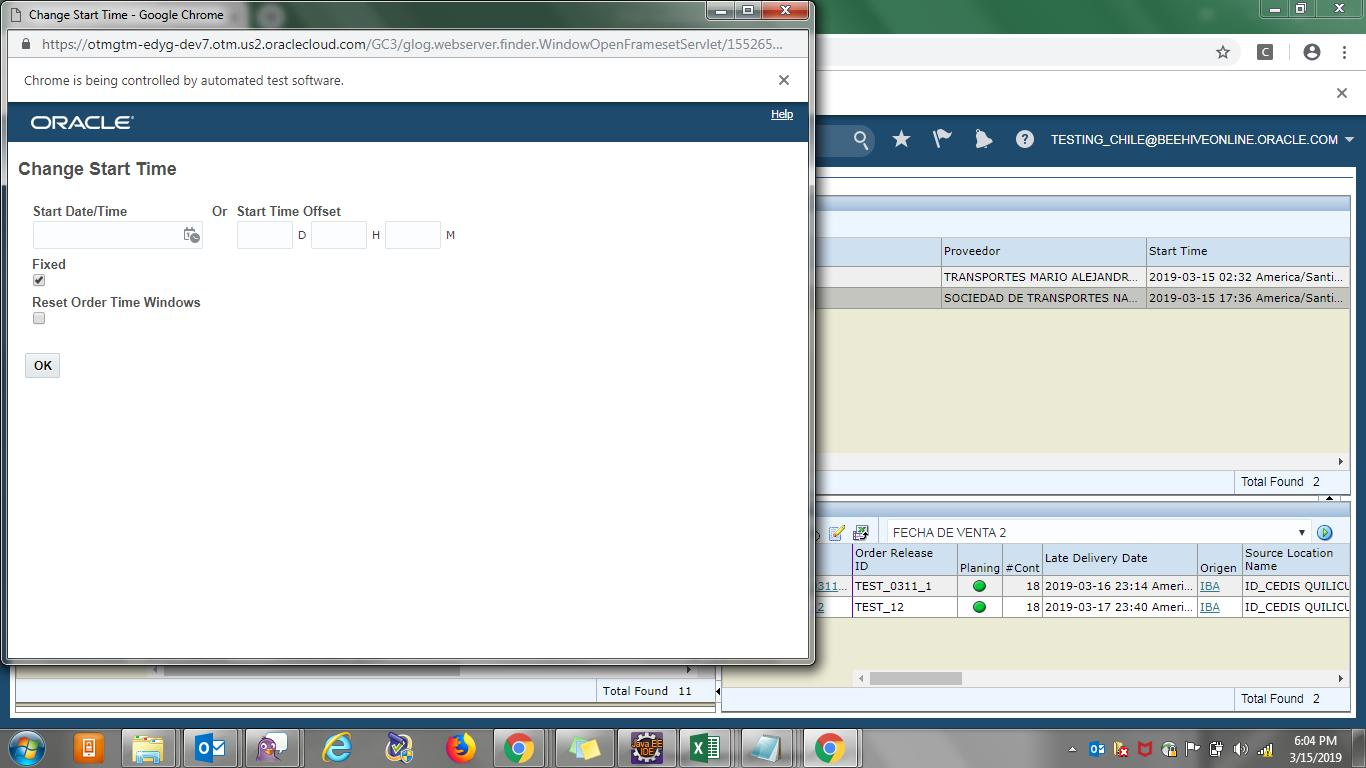 Change Start Time - Google Chrome
https://otmgtm-edyg-dev7.otm.us2.oraclecloud.com/GC3/glog.webserver.finder.WindowOpenFramesetServlet/155265...
Chrome is being controlled by automated test software.
ORACLE
Help
Change Start Time
Start Date/Time Or Start Time Offset
D H M
Fixed
Reset Order Time Windows
OK
C
TESTING_CHILE@BEEHIVEONLINE.ORACLE.COM
Proveedor Start Time
TRANSPORTES MARIO ALEJANDR... 2019-03-15 02:32 America/Santi...
SOCIEDAD DE TRANSPORTES NA... 2019-03-15 17:36 America/Santi...
Total Found 2
FECHA DE VENTA 2
Order Release ID Planing #Cont Late Delivery Date Origen Source Location Name
0311... TEST_0311_1 18 2019-03-16 23:14 Ameri... IBA ID_CEDIS QUILICU
2 TEST_12 18 2019-03-17 23:40 Ameri... IBA ID_CEDIS QUILICU
Total Found 11
Total Found 2
Java EE
IDE
6:04 PM
3/15/2019